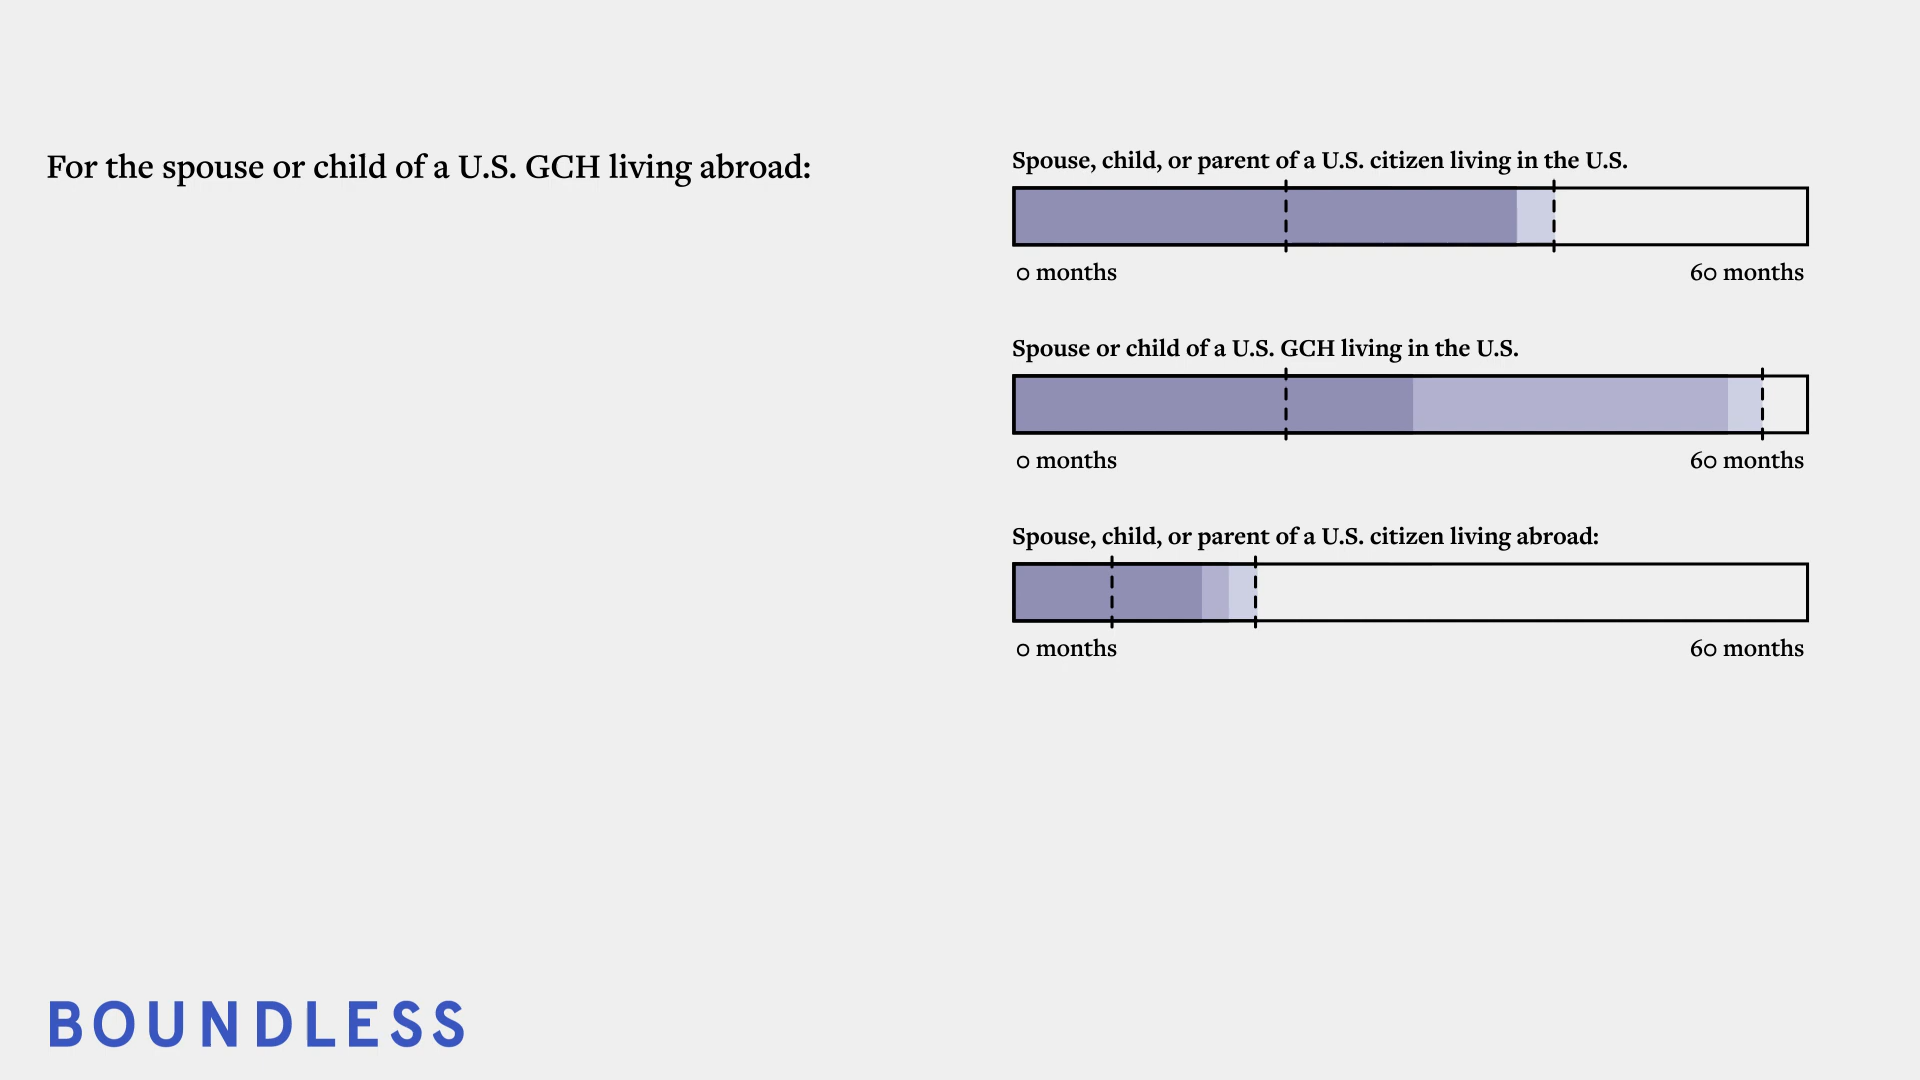 For the spouse or child of a U.S. GCH living abroad:
Spouse, child, or parent of a U.S. citizen living in the U.S.
0 months
60 months
Spouse or child of a U.S. GCH living in the U.S.
0 months
60 months
Spouse, child, or parent of a U.S. citizen living abroad:
0 months
60 months
BOUNDLESS